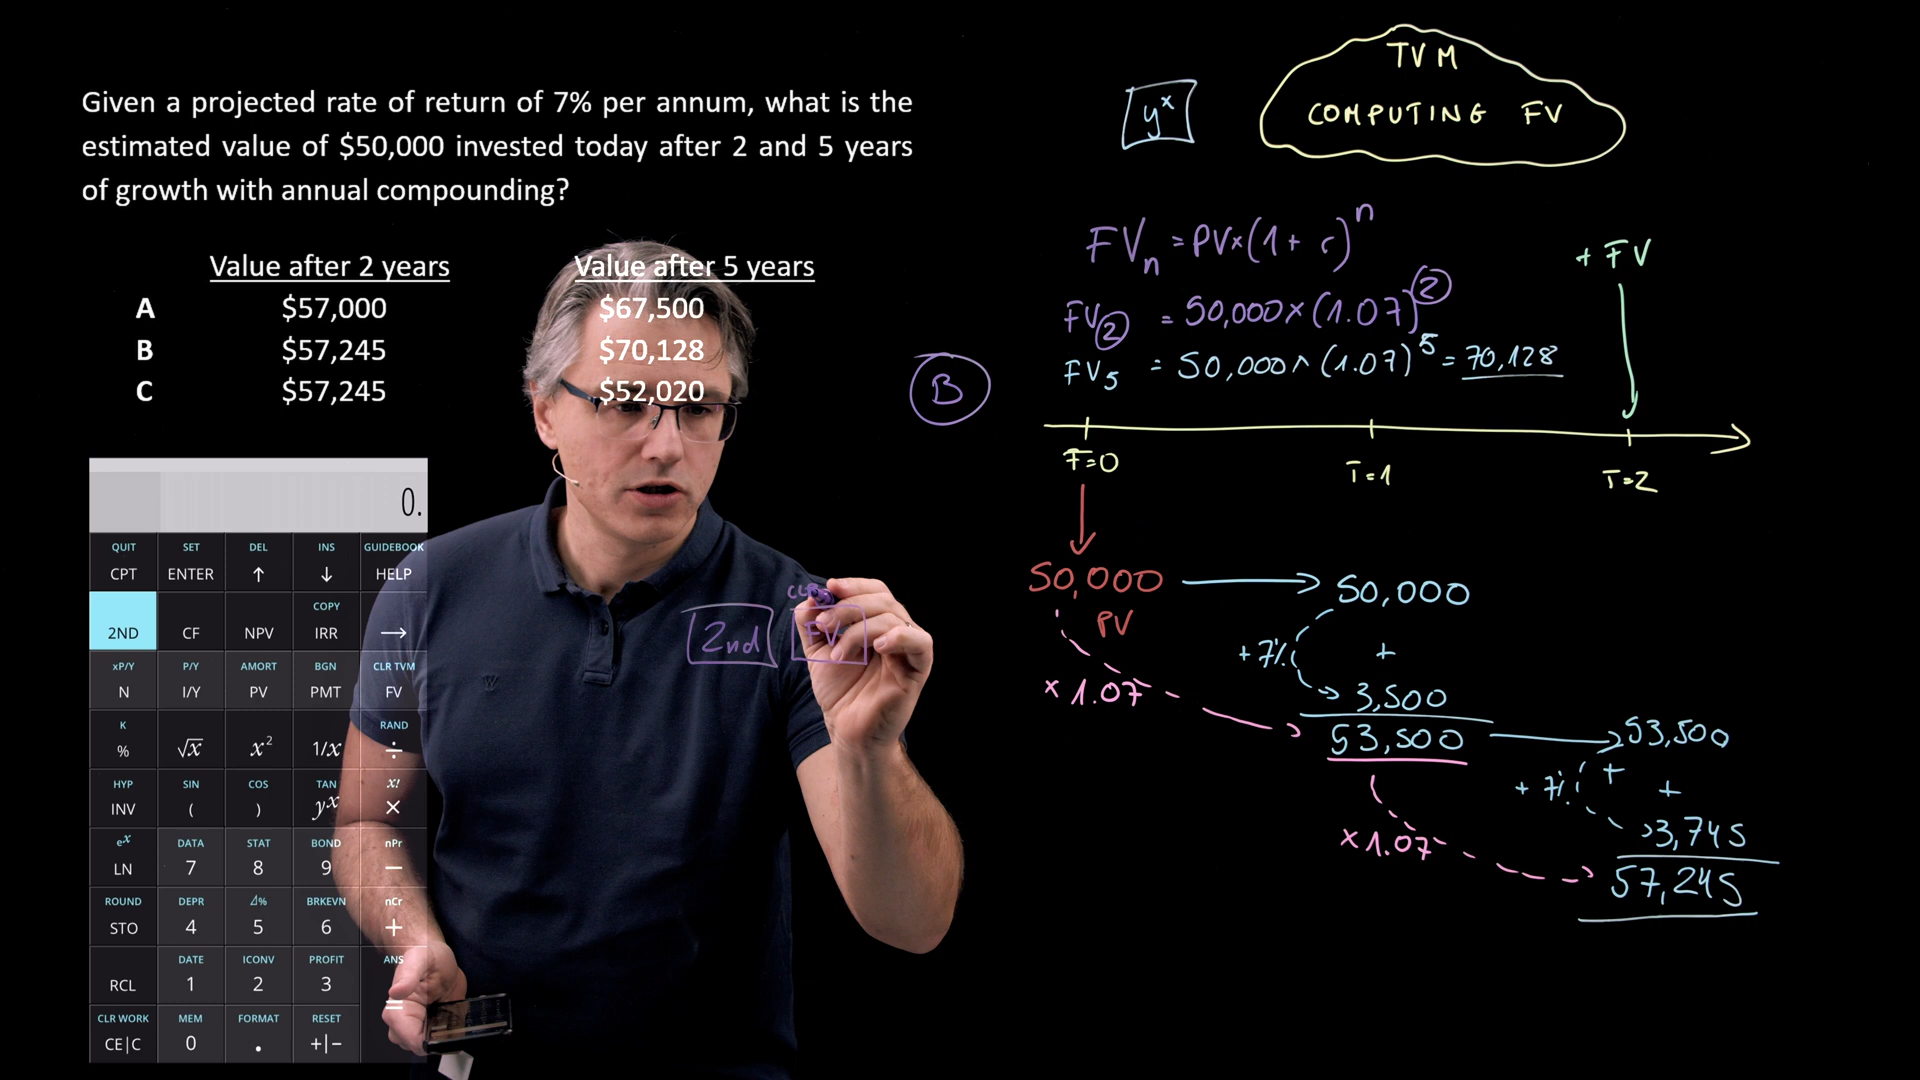 Given a projected rate of return of 7% per annum, what is the
estimated value of $50,000 invested today after 2 and 5 years
of growth with annual compounding?
Value after 2 years Value after 5 years
A $57,000 $67,500
B $57,245 $70,128
C $57,245 $52,020
0.
QUIT SET DEL INS GUIDEBOOK
CPT ENTER ↑ ↓ HELP
COPY
2ND CF NPV IRR →
xP/Y P/Y AMORT BGN CLR TVM
N I/Y PV PMT FV
K RAND
% √x x² 1/x ÷
HYP SIN COS TAN x!
INV ( ) yˣ ×
eˣ DATA STAT BOND nPr
LN 7 8 9 −
ROUND DEPR Δ% BRKEVN nCr
STO 4 5 6 +
DATE ICONV PROFIT ANS
RCL 1 2 3 =
CLR WORK MEM FORMAT RESET
CE|C 0 . +|−
2nd FV
B
yˣ
TVM
COMPUTING FV
FVn = PV×(1+r)ⁿ
FV2 = 50,000×(1.07)²
FV5 = 50,000×(1.07)⁵ = 70,128
+ FV
T=0 T=1 T=2
50,000 → 50,000
PV
+7% +
×1.07 3,500
53,500 → 53,500
+7% + +
×1.07 3,745
57,245